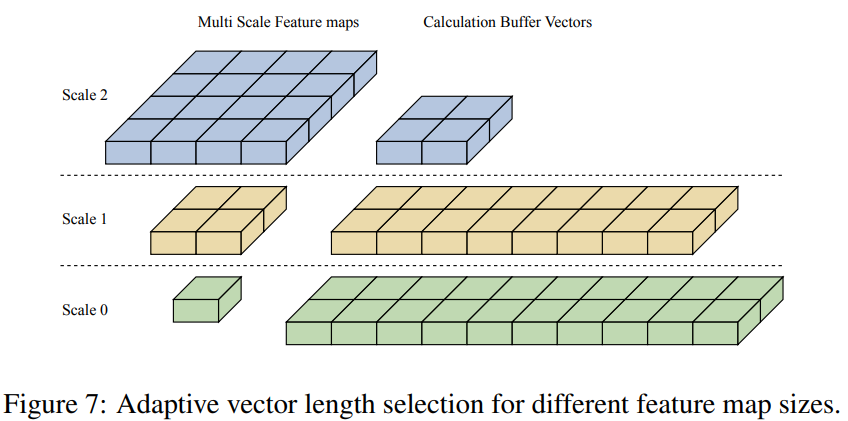 Multi Scale Feature maps
Calculation Buffer Vectors
Scale 2
Scale 1
Scale 0
Figure 7: Adaptive vector length selection for different feature map sizes.